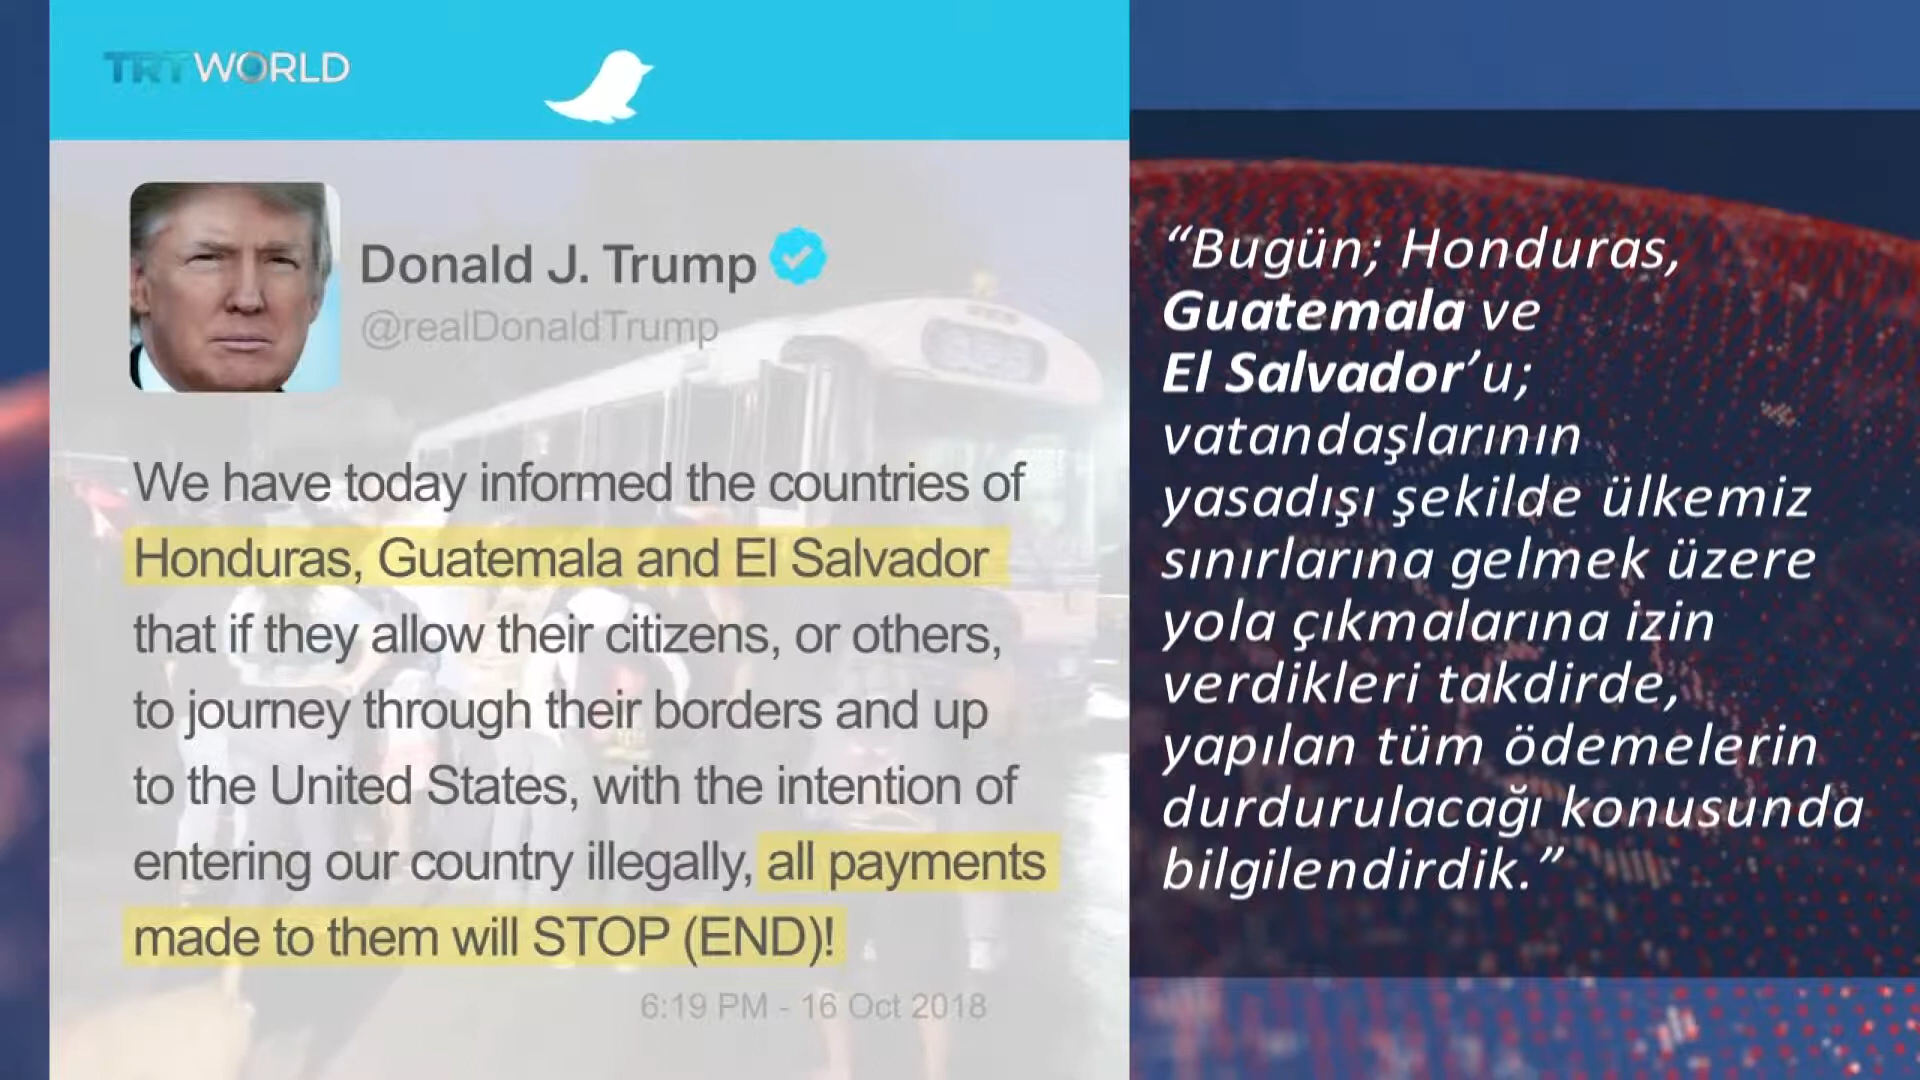 TRT WORLD
Donald J. Trump
@realDonaldTrump
We have today informed the countries of
Honduras, Guatemala and El Salvador
that if they allow their citizens, or others,
to journey through their borders and up
to the United States, with the intention of
entering our country illegally, all payments
made to them will STOP (END)!
6:19 PM - 16 Oct 2018
“Bugün; Honduras,
Guatemala ve
El Salvador’u;
vatandaşlarının
yasadışı şekilde ülkemiz
sınırlarına gelmek üzere
yola çıkmalarına izin
verdikleri takdirde,
yapılan tüm ödemelerin
durdurulacağı konusunda
bilgilendirdik.”